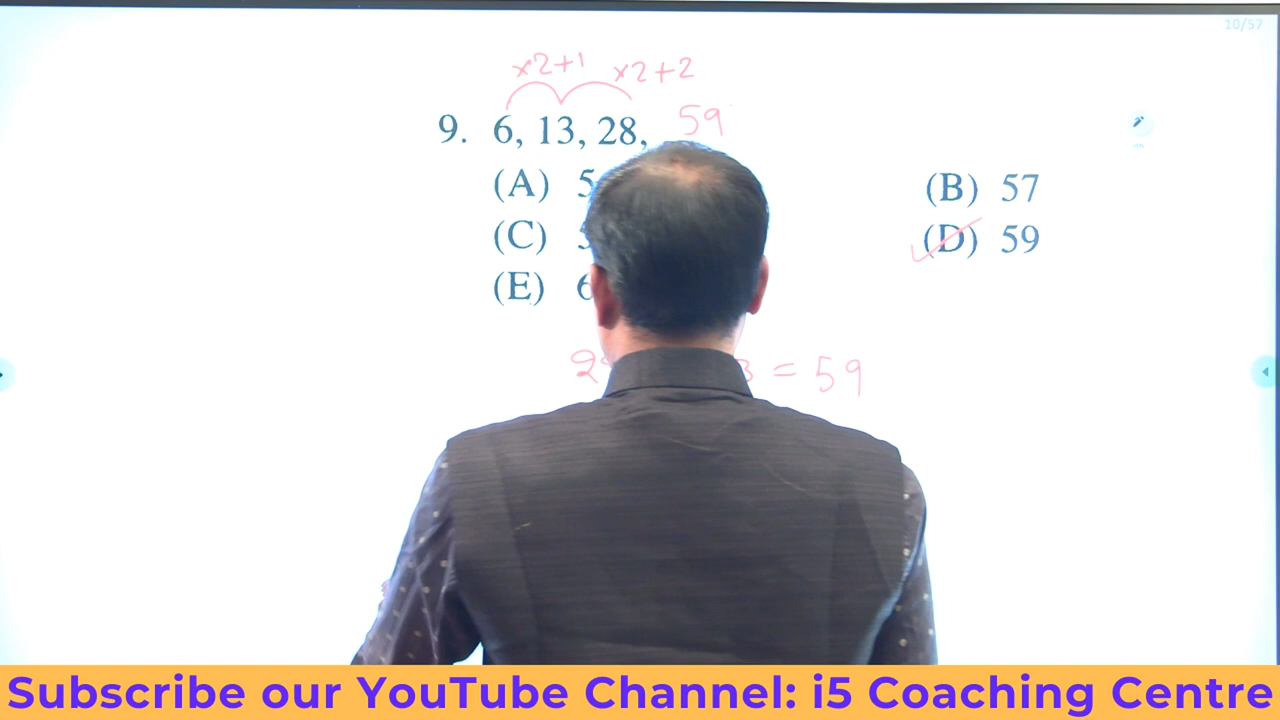 10/57
×2+1 ×2+2
9. 6, 13, 28, 59
(A) (B) 57
(C) (D) 59
(E)
= 59
Subscribe our YouTube Channel: i5 Coaching Centre